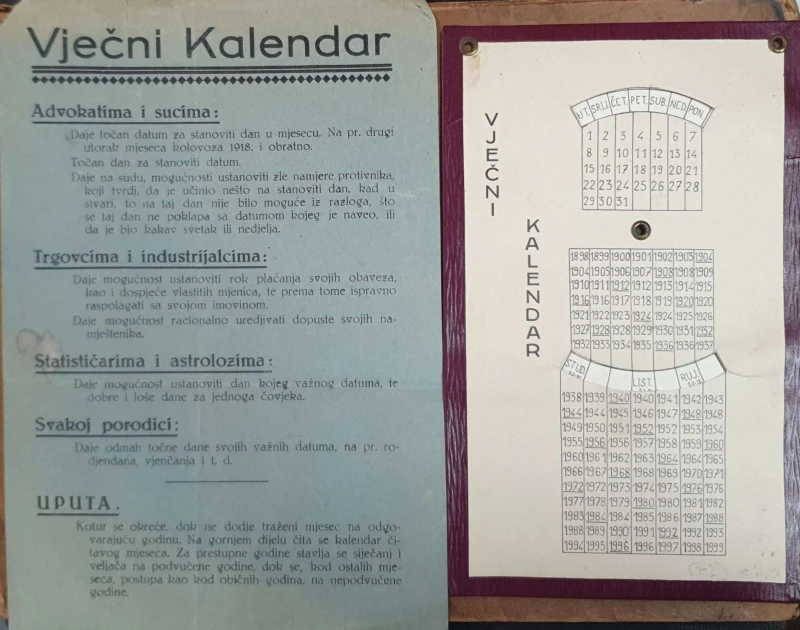 Vječni Kalendar
Advokatima i sucima:
Daje točan datum za stanoviti dan u mjesecu. Na pr. drugi
utorak mjeseca kolovoza 1918. i obratno.
Točan dan za stanoviti datum.
Daje na sudu, mogućnosti ustanoviti zle namjere protivnika,
koji tvrdi, da je učinio nešto na stanoviti dan, kad u
stvari, to na taj dan nije bilo moguće iz razloga, što
se taj dan ne poklapa sa datumom kojeg je naveo, ili
da je bio kakav svetak ili nedjelja.
Trgovcima i industrijalcima:
Daje mogućnost ustanoviti rok plaćanja svojih obaveza,
kao i dospjeće vlastitih mjenica, te prema tome ispravno
raspolagati sa svojom imovinom.
Daje mogućnost racionalno uredjivati dopuste svojih na-
mještenika.
Statističarima i astrolozima:
Daje mogućnost ustanoviti dan kojeg važnog datuma, te
dobre i loše dane za jednoga čovjeka.
Svakoj porodici:
Daje odmah točne dane svojih važnih datuma, na pr. ro-
djendana, vjenčanja i t. d.
UPUTA.
Kotur se okreće, dok ne dodje traženi mjesec na odgo-
varajuću godinu. Na gornjem dijelu čita se kalendar či-
tavog mjeseca. Za prestupne godine stavlja se siječanj i
veljača na podvučene godine, dok se, kod ostalih mje-
seca, postupa kao kod običnih godina, na nepodvučene
godine.
VJEČNI
KALENDAR
UT. SRIJ. ČET. PET. SUB. NED. PON.
1 2 3 4 5 6 7
8 9 10 11 12 13 14
15 16 17 18 19 20 21
22 23 24 25 26 27 28
29 30 31
1898 1899 1900 1901 1902 1903 1904
1904 1905 1906 1907 1908 1908 1909
1910 1911 1912 1912 1913 1914 1915
1916 1916 1917 1918 1919 1920 1920
1921 1922 1923 1924 1924 1925 1926
1927 1928 1928 1929 1930 1931 1932
1932 1933 1934 1935 1936 1936 1937
STUD. LIST. RUJ.
1938 1939 1940 1940 1941 1942 1943
1944 1944 1945 1946 1947 1948 1948
1949 1950 1951 1952 1952 1953 1954
1955 1956 1956 1957 1958 1959 1960
1960 1961 1962 1963 1964 1964 1965
1966 1967 1968 1968 1969 1970 1971
1972 1972 1973 1974 1975 1976 1976
1977 1978 1979 1980 1980 1981 1982
1983 1984 1984 1985 1986 1987 1988
1988 1989 1990 1991 1992 1992 1993
1994 1995 1996 1996 1997 1998 1999